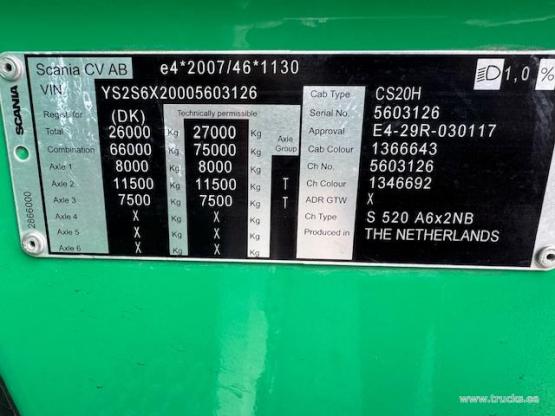 Scania CV AB e4*2007/46*1130 1,0 %
VIN. YS2S6X20005603126
Cab Type CS20H
Regist. for (DK) Technically permissible
Serial No. 5603126
Total 26000 Kg 27000 Kg Axle Group
Approval E4-29R-030117
Combination 66000 Kg 75000 Kg
Cab Colour 1366643
Axle 1 8000 Kg 8000 Kg
Ch No. 5603126
Axle 2 11500 Kg 11500 Kg T
Ch Colour 1346692
Axle 3 7500 Kg 7500 Kg T
ADR GTW X
Axle 4 X Kg X Kg
Ch Type S 520 A6x2NB
Axle 5 X Kg X Kg
Produced in THE NETHERLANDS
Axle 6 X Kg X Kg
SCANIA
2866000
www.trucks.ee